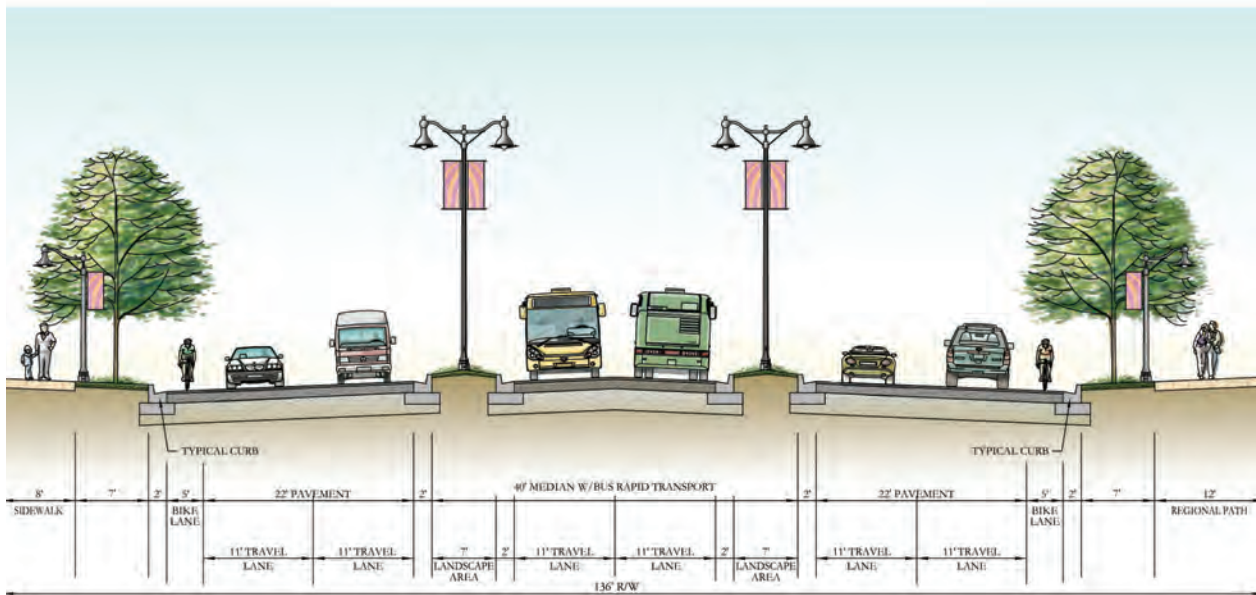 TYPICAL CURB
TYPICAL CURB
8'
7'
2'
5'
22' PAVEMENT
2'
40' MEDIAN W/BUS RAPID TRANSPORT
2'
22' PAVEMENT
5'
2'
7'
12'
SIDEWALK
BIKE
LANE
BIKE
LANE
REGIONAL PATH
11' TRAVEL
LANE
11' TRAVEL
LANE
7'
LANDSCAPE
AREA
2'
11' TRAVEL
LANE
11' TRAVEL
LANE
2'
7'
LANDSCAPE
AREA
11' TRAVEL
LANE
11' TRAVEL
LANE
136' R/W